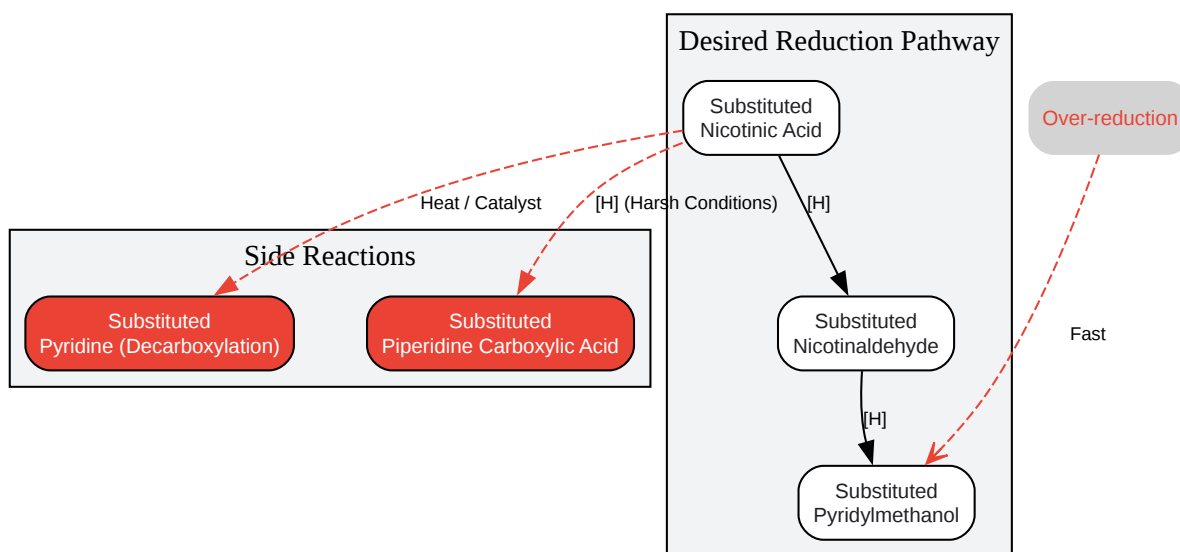 Desired Reduction Pathway
Substituted
Nicotinic Acid
Over-reduction
Heat / Catalyst
[H] (Harsh Conditions)
[H]
Side Reactions
Substituted
Pyridine (Decarboxylation)
Substituted
Piperidine Carboxylic Acid
Substituted
Nicotinaldehyde
Fast
[H]
Substituted
Pyridylmethanol